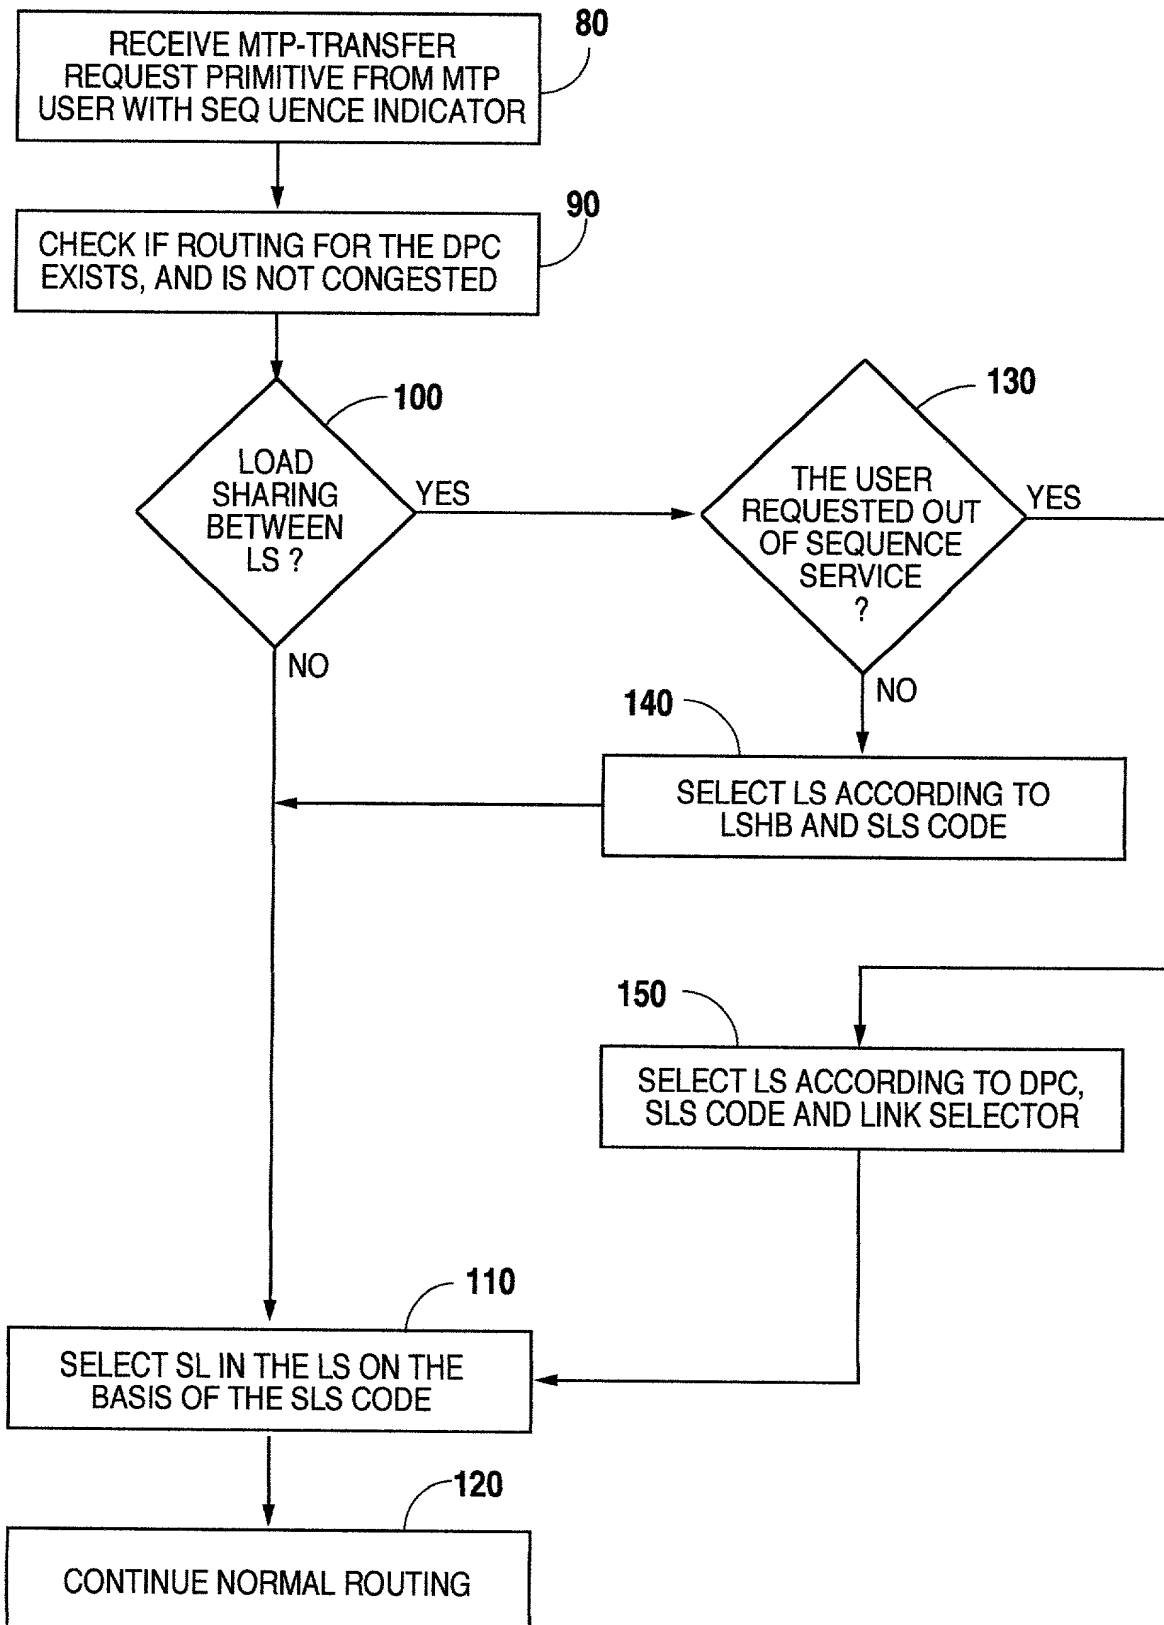 80
RECEIVE MTP-TRANSFER
REQUEST PRIMITIVE FROM MTP
USER WITH SEQ UENCE INDICATOR
90
CHECK IF ROUTING FOR THE DPC
EXISTS, AND IS NOT CONGESTED
100
LOAD
SHARING
BETWEEN
LS ?
YES
NO
130
THE USER
REQUESTED OUT
OF SEQUENCE
SERVICE
?
YES
NO
140
SELECT LS ACCORDING TO
LSHB AND SLS CODE
150
SELECT LS ACCORDING TO DPC,
SLS CODE AND LINK SELECTOR
110
SELECT SL IN THE LS ON THE
BASIS OF THE SLS CODE
120
CONTINUE NORMAL ROUTING